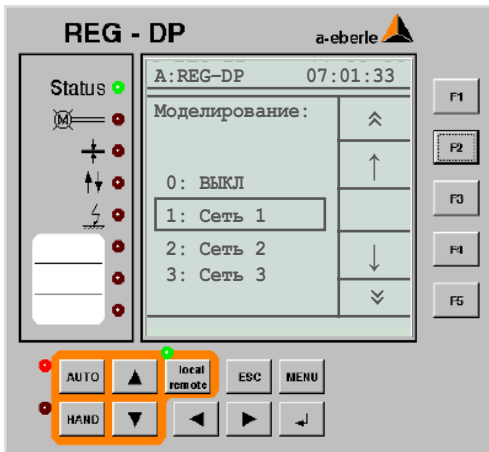 REG - DP
a-eberle
Status
A:REG-DP 07:01:33
Моделирование:
0: ВЫКЛ
1: Сеть 1
2: Сеть 2
3: Сеть 3
F1
F2
F3
F4
F5
M
AUTO
local
remote
ESC
MENU
HAND